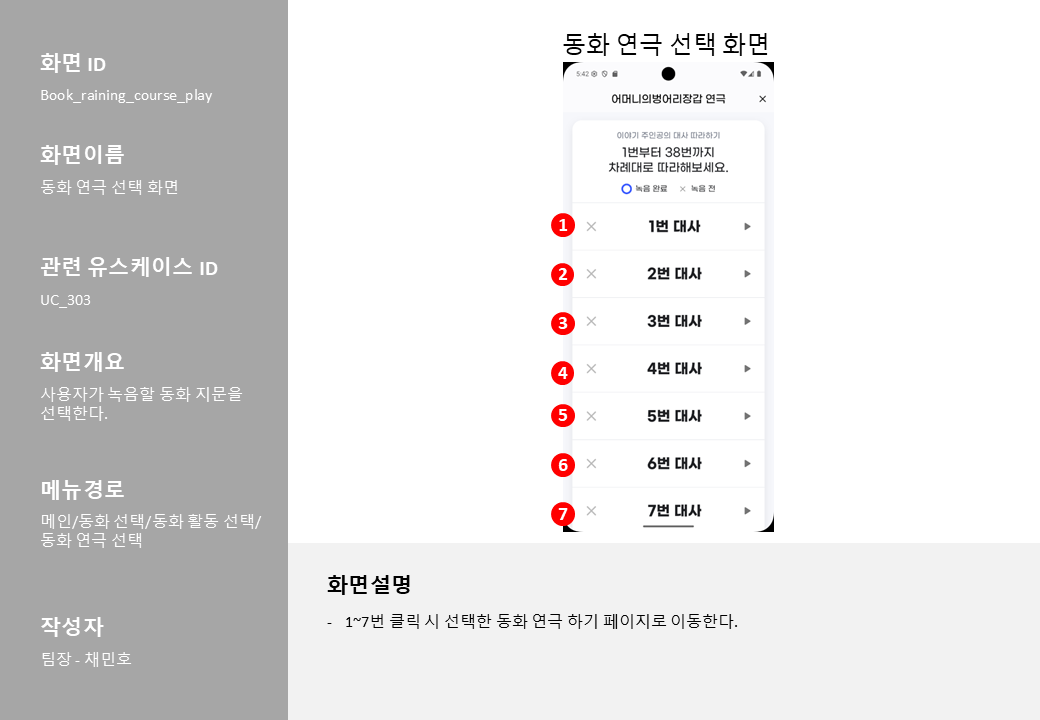 화면 ID
Book_raining_course_play
화면이름
동화 연극 선택 화면
관련 유스케이스 ID
UC_303
화면개요
사용자가 녹음할 동화 지문을
선택한다.
메뉴경로
메인/동화 선택/동화 활동 선택/
동화 연극 선택
작성자
팀장 - 채민호
동화 연극 선택 화면
5:42
어머니의벙어리장갑 연극 ×
이야기 주인공의 대사 따라하기
1번부터 38번까지
차례대로 따라해보세요.
녹음 완료 × 녹음 전
1 × 1번 대사
2 × 2번 대사
3 × 3번 대사
4 × 4번 대사
5 × 5번 대사
6 × 6번 대사
7 × 7번 대사
화면설명
- 1~7번 클릭 시 선택한 동화 연극 하기 페이지로 이동한다.